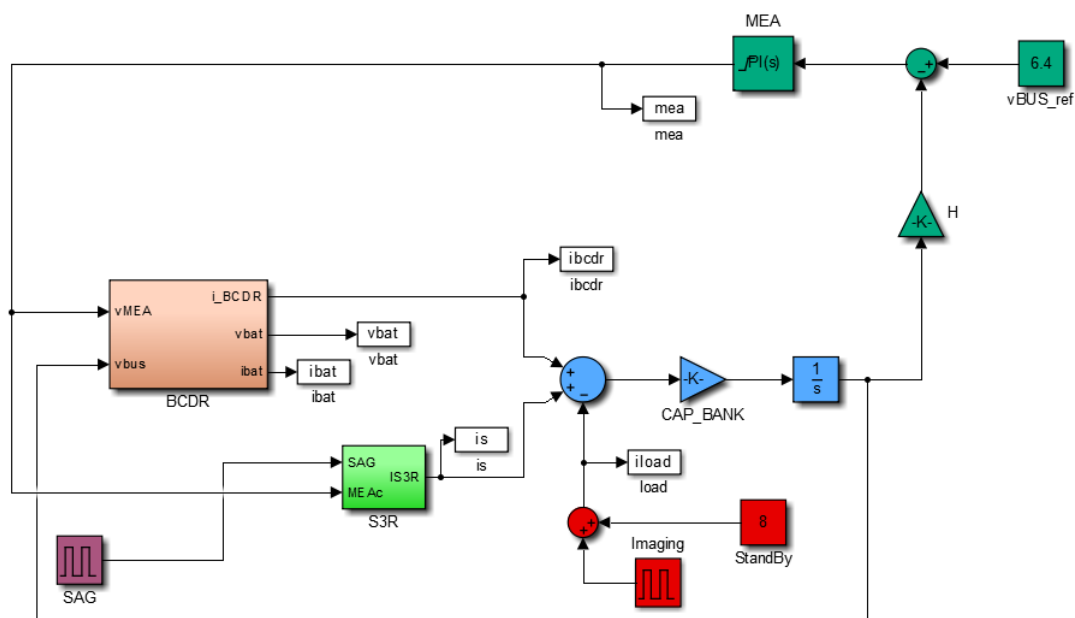 MEA
PI(s)
− +
6.4
vBUS_ref
mea
mea
-K-
H
ibcdr
ibcdr
i_BCDR
vMEA
vbat
vbat
vbat
vbus
ibat
ibat
ibat
BCDR
+
+
−
-K-
CAP_BANK
1
s
is
is
SAG
IS3R
MEAc
S3R
iload
load
+
+
8
StandBy
Imaging
SAG